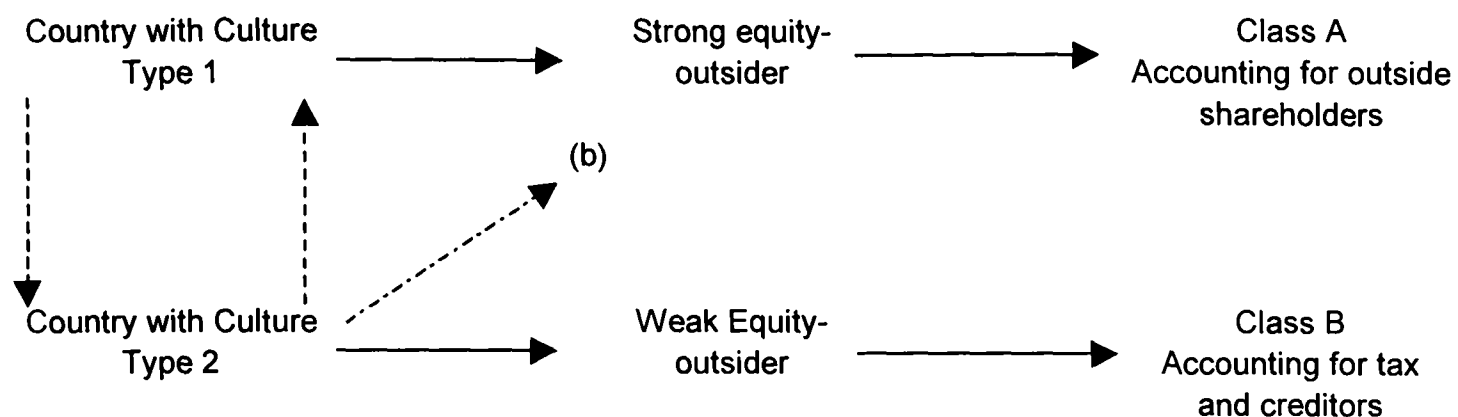 Country with Culture
Type 1
Strong equity-
outsider
Class A
Accounting for outside
shareholders
(b)
Country with Culture
Type 2
Weak Equity-
outsider
Class B
Accounting for tax
and creditors